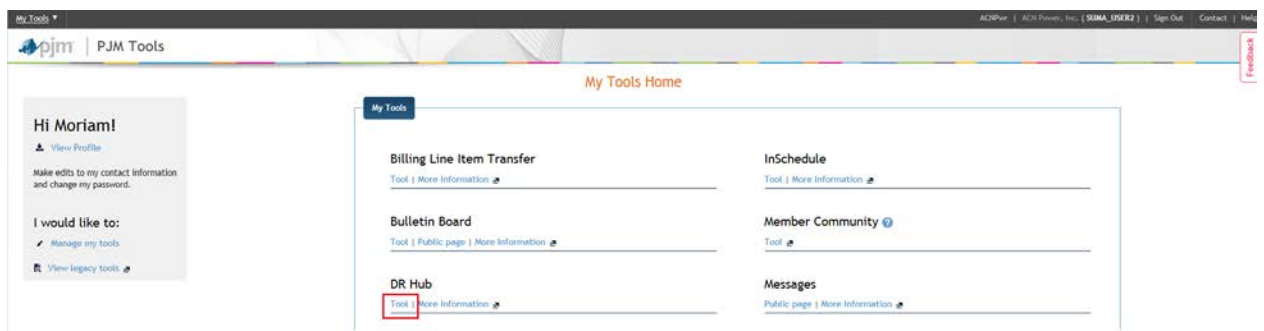 My Tools ▼
ACNPwr | ACN Power, Inc. ( SUMA_USER2 ) | Sign Out Contact | Help
pjm | PJM Tools
Feedback
My Tools Home
Hi Moriam!
View Profile
Make edits to my contact information
and change my password.
I would like to:
Manage my tools
View legacy tools
My Tools
Billing Line Item Transfer
Tool | More Information
InSchedule
Tool | More Information
Bulletin Board
Tool | Public page | More Information
Member Community ?
Tool
DR Hub
Tool | More Information
Messages
Public page | More Information